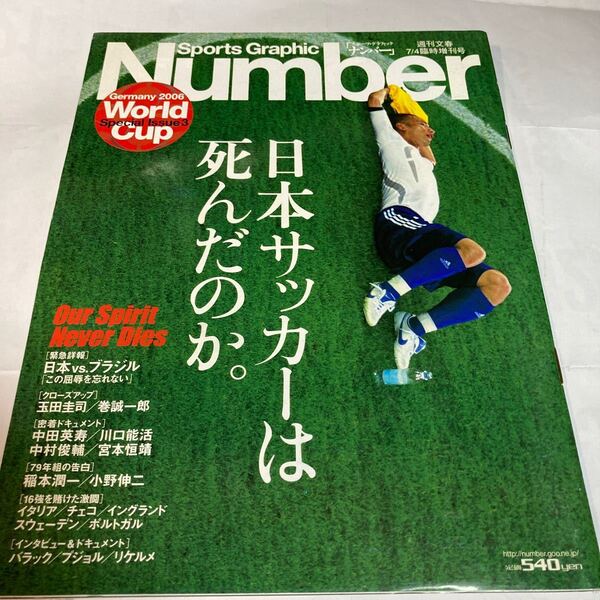 Sports Graphic
「スポーツ・グラフィック
ナンバー」
週刊文春
7/4臨時増刊号
Number
Germany 2006
World
Special Issue 3
Cup
日本サッカーは
死んだのか。
Our Spirit
Never Dies
[緊急詳報]
日本vs.ブラジル
「この屈辱を忘れない」
[クローズアップ]
玉田圭司/巻誠一郎
[密着ドキュメント]
中田英寿/川口能活
中村俊輔/宮本恒靖
[79年組の告白]
稲本潤一/小野伸二
[16強を賭けた激闘]
イタリア/チェコ/イングランド
スウェーデン/ポルトガル
[インタビュー&ドキュメント]
バラック/プジョル/リケルメ
http://number.goo.ne.jp/
定価540yen